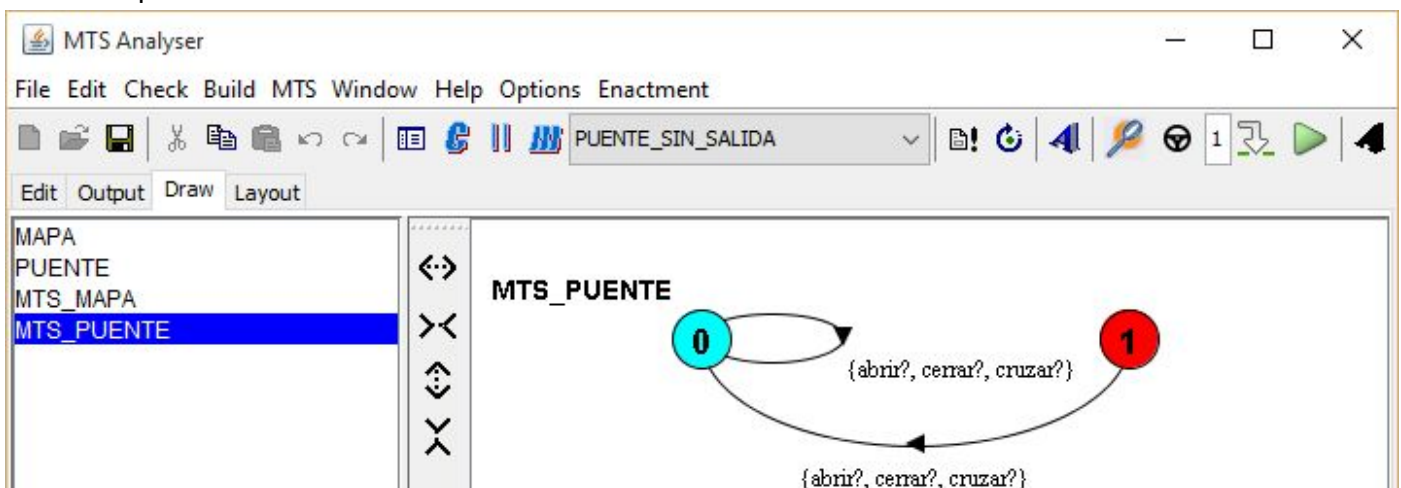 MTS Analyser
File Edit Check Build MTS Window Help Options Enactment
PUENTE_SIN_SALIDA 1
Edit Output Draw Layout
MAPA
PUENTE
MTS_MAPA
MTS_PUENTE
MTS_PUENTE
0
1
{abrir?, cerrar?, cruzar?}
{abrir?, cerrar?, cruzar?}